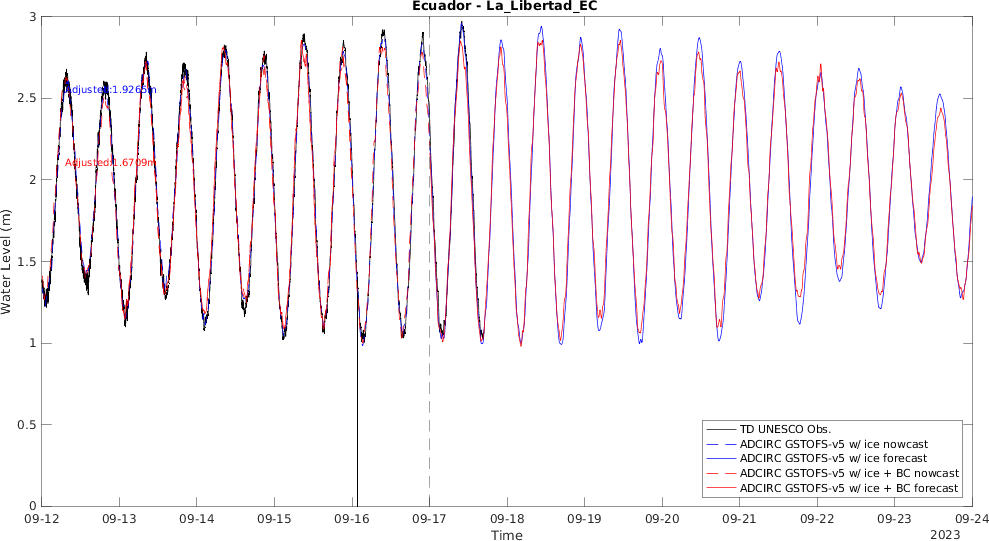 Ecuador - La_Libertad_EC
Water Level (m)
3
2.5
2
1.5
1
0.5
0
Adjusted:1.9265m
Adjusted:1.6709m
TD UNESCO Obs.
ADCIRC GSTOFS-v5 w/ ice nowcast
ADCIRC GSTOFS-v5 w/ ice forecast
ADCIRC GSTOFS-v5 w/ ice + BC nowcast
ADCIRC GSTOFS-v5 w/ ice + BC forecast
09-12 09-13 09-14 09-15 09-16 09-17 09-18 09-19 09-20 09-21 09-22 09-23 09-24
Time
2023